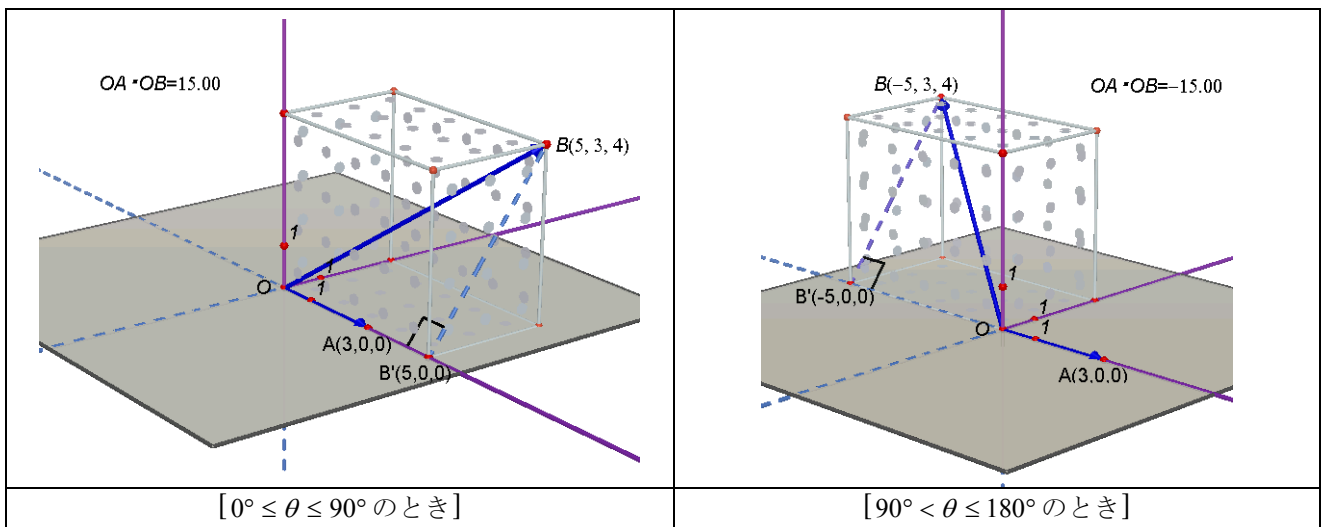 OA・OB=15.00
B(5, 3, 4)
1
1
1
O
A(3,0,0)
B'(5,0,0)
[0° ≤ θ ≤ 90° のとき]
B(−5, 3, 4)
OA・OB=−15.00
1
1
1
B'(-5,0,0)
O
A(3,0,0)
[90° < θ ≤ 180° のとき]